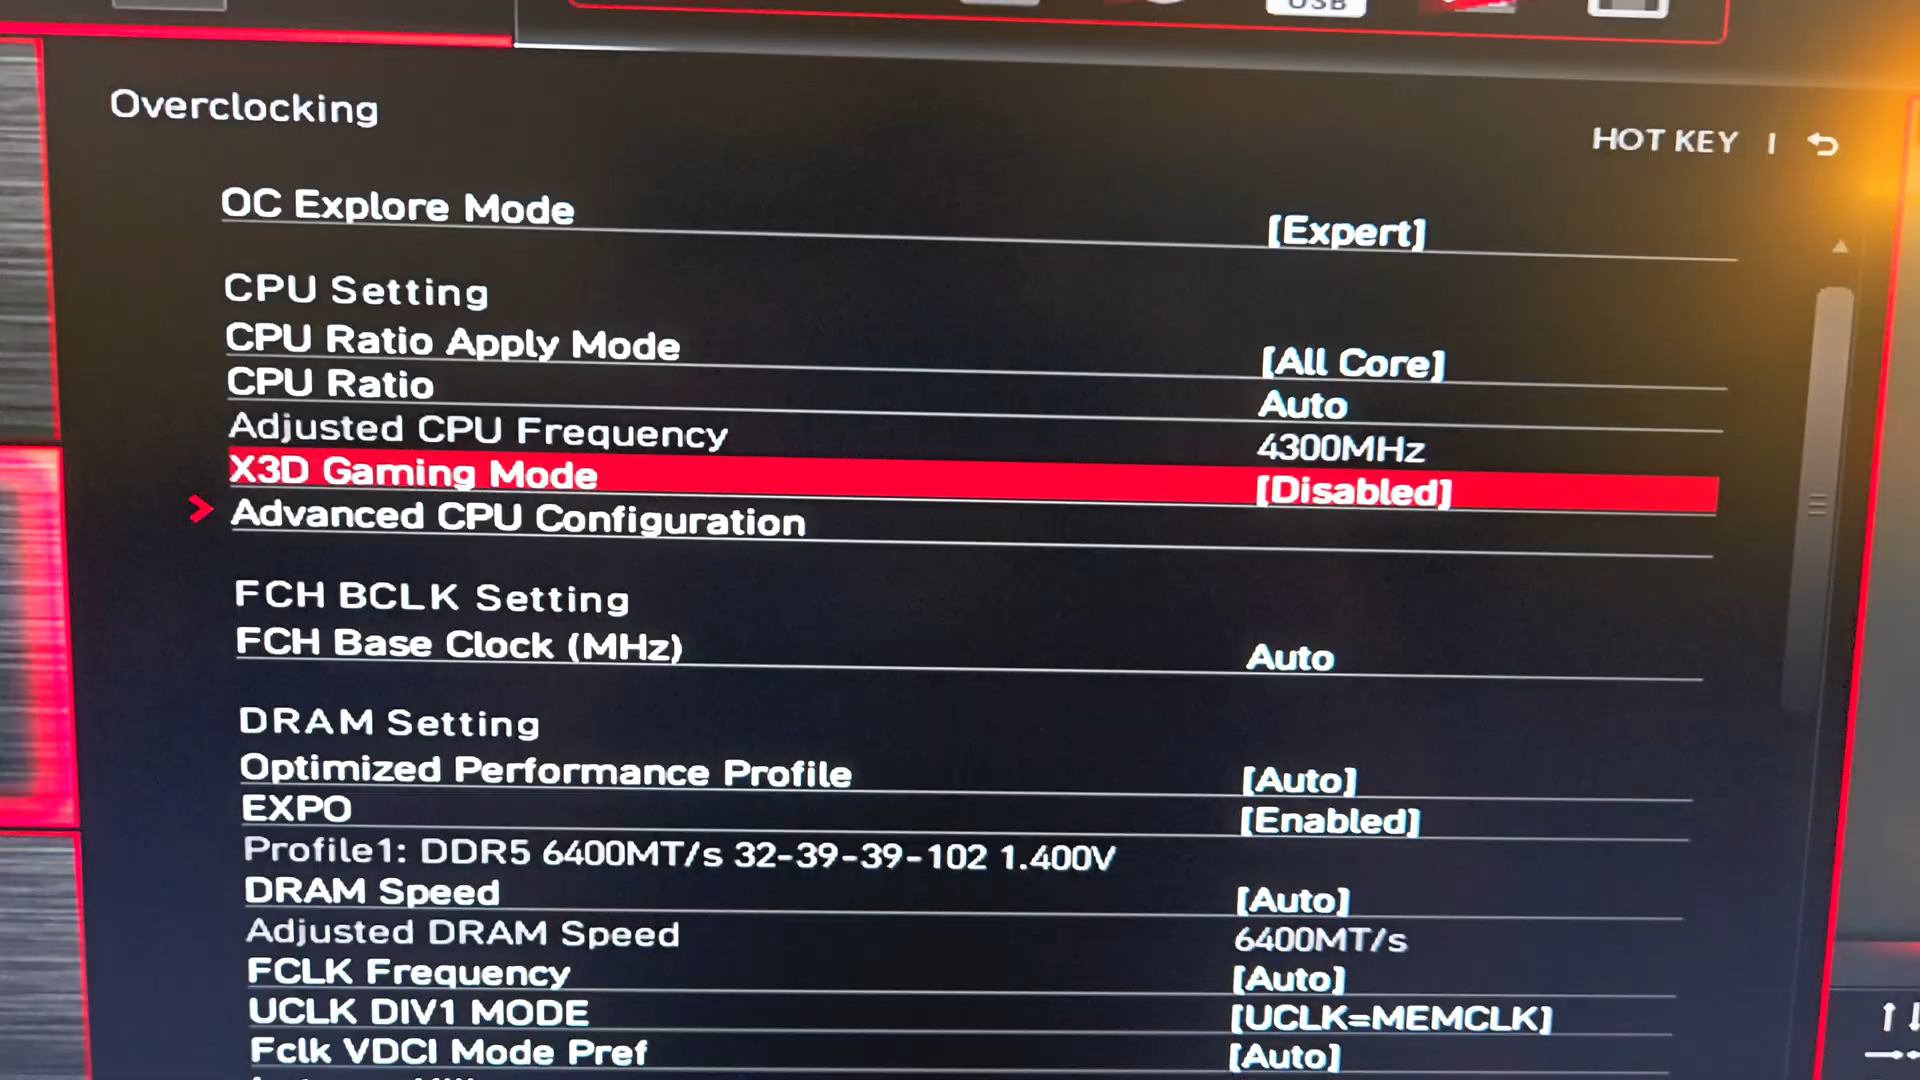 USB
Overclocking
HOT KEY |
OC Explore Mode [Expert]
CPU Setting
CPU Ratio Apply Mode [All Core]
CPU Ratio Auto
Adjusted CPU Frequency 4300MHz
X3D Gaming Mode [Disabled]
> Advanced CPU Configuration
FCH BCLK Setting
FCH Base Clock (MHz) Auto
DRAM Setting
Optimized Performance Profile [Auto]
EXPO [Enabled]
Profile1: DDR5 6400MT/s 32-39-39-102 1.400V
DRAM Speed [Auto]
Adjusted DRAM Speed 6400MT/s
FCLK Frequency [Auto]
UCLK DIV1 MODE [UCLK=MEMCLK]
Fclk VDCI Mode Pref [Auto]